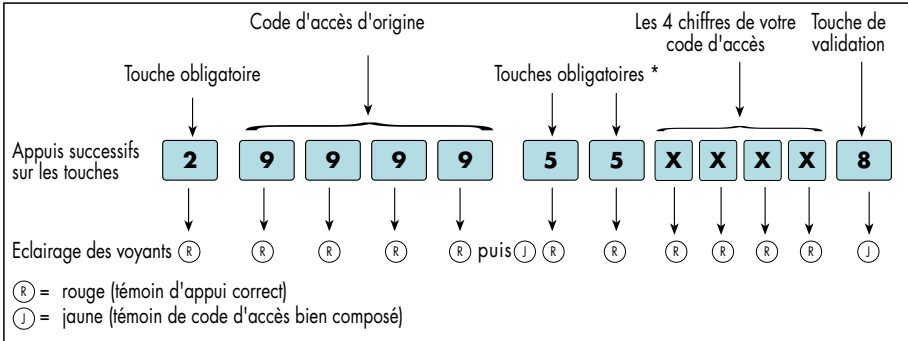 Code d'accès d'origine
Les 4 chiffres de votre
code d'accès
Touche de
validation
Touche obligatoire
Touches obligatoires *
Appuis successifs
sur les touches
2 9 9 9 9 5 5 X X X X 8
Eclairage des voyants R R R R R puis J R R R R R R J
R = rouge (témoin d'appui correct)
J = jaune (témoin de code d'accès bien composé)